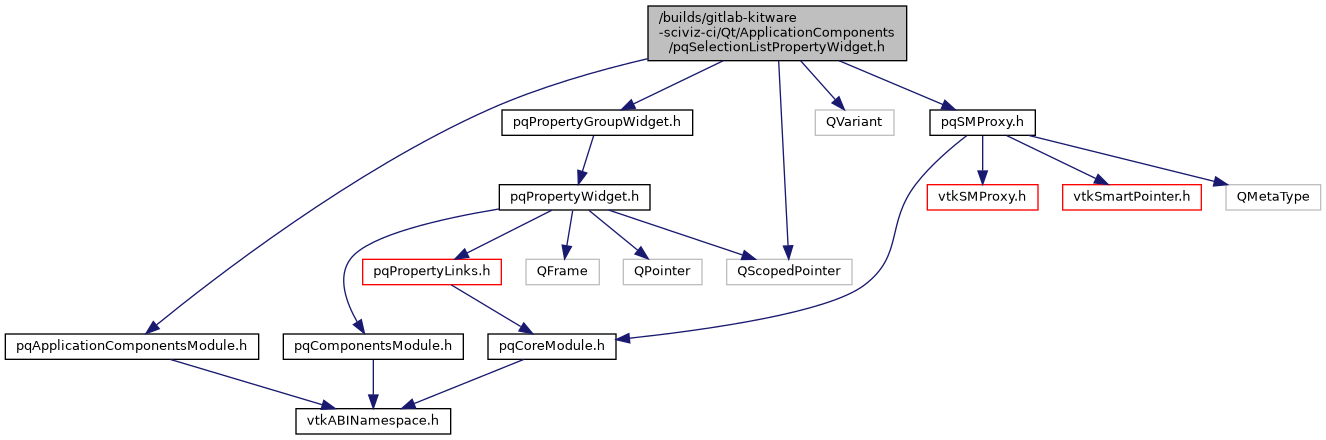 /builds/gitlab-kitware
-sciviz-ci/Qt/ApplicationComponents
/pqSelectionListPropertyWidget.h
pqPropertyGroupWidget.h
QVariant
pqSMProxy.h
pqPropertyWidget.h
vtkSMProxy.h
vtkSmartPointer.h
QMetaType
pqPropertyLinks.h
QFrame
QPointer
QScopedPointer
pqApplicationComponentsModule.h
pqComponentsModule.h
pqCoreModule.h
vtkABINamespace.h